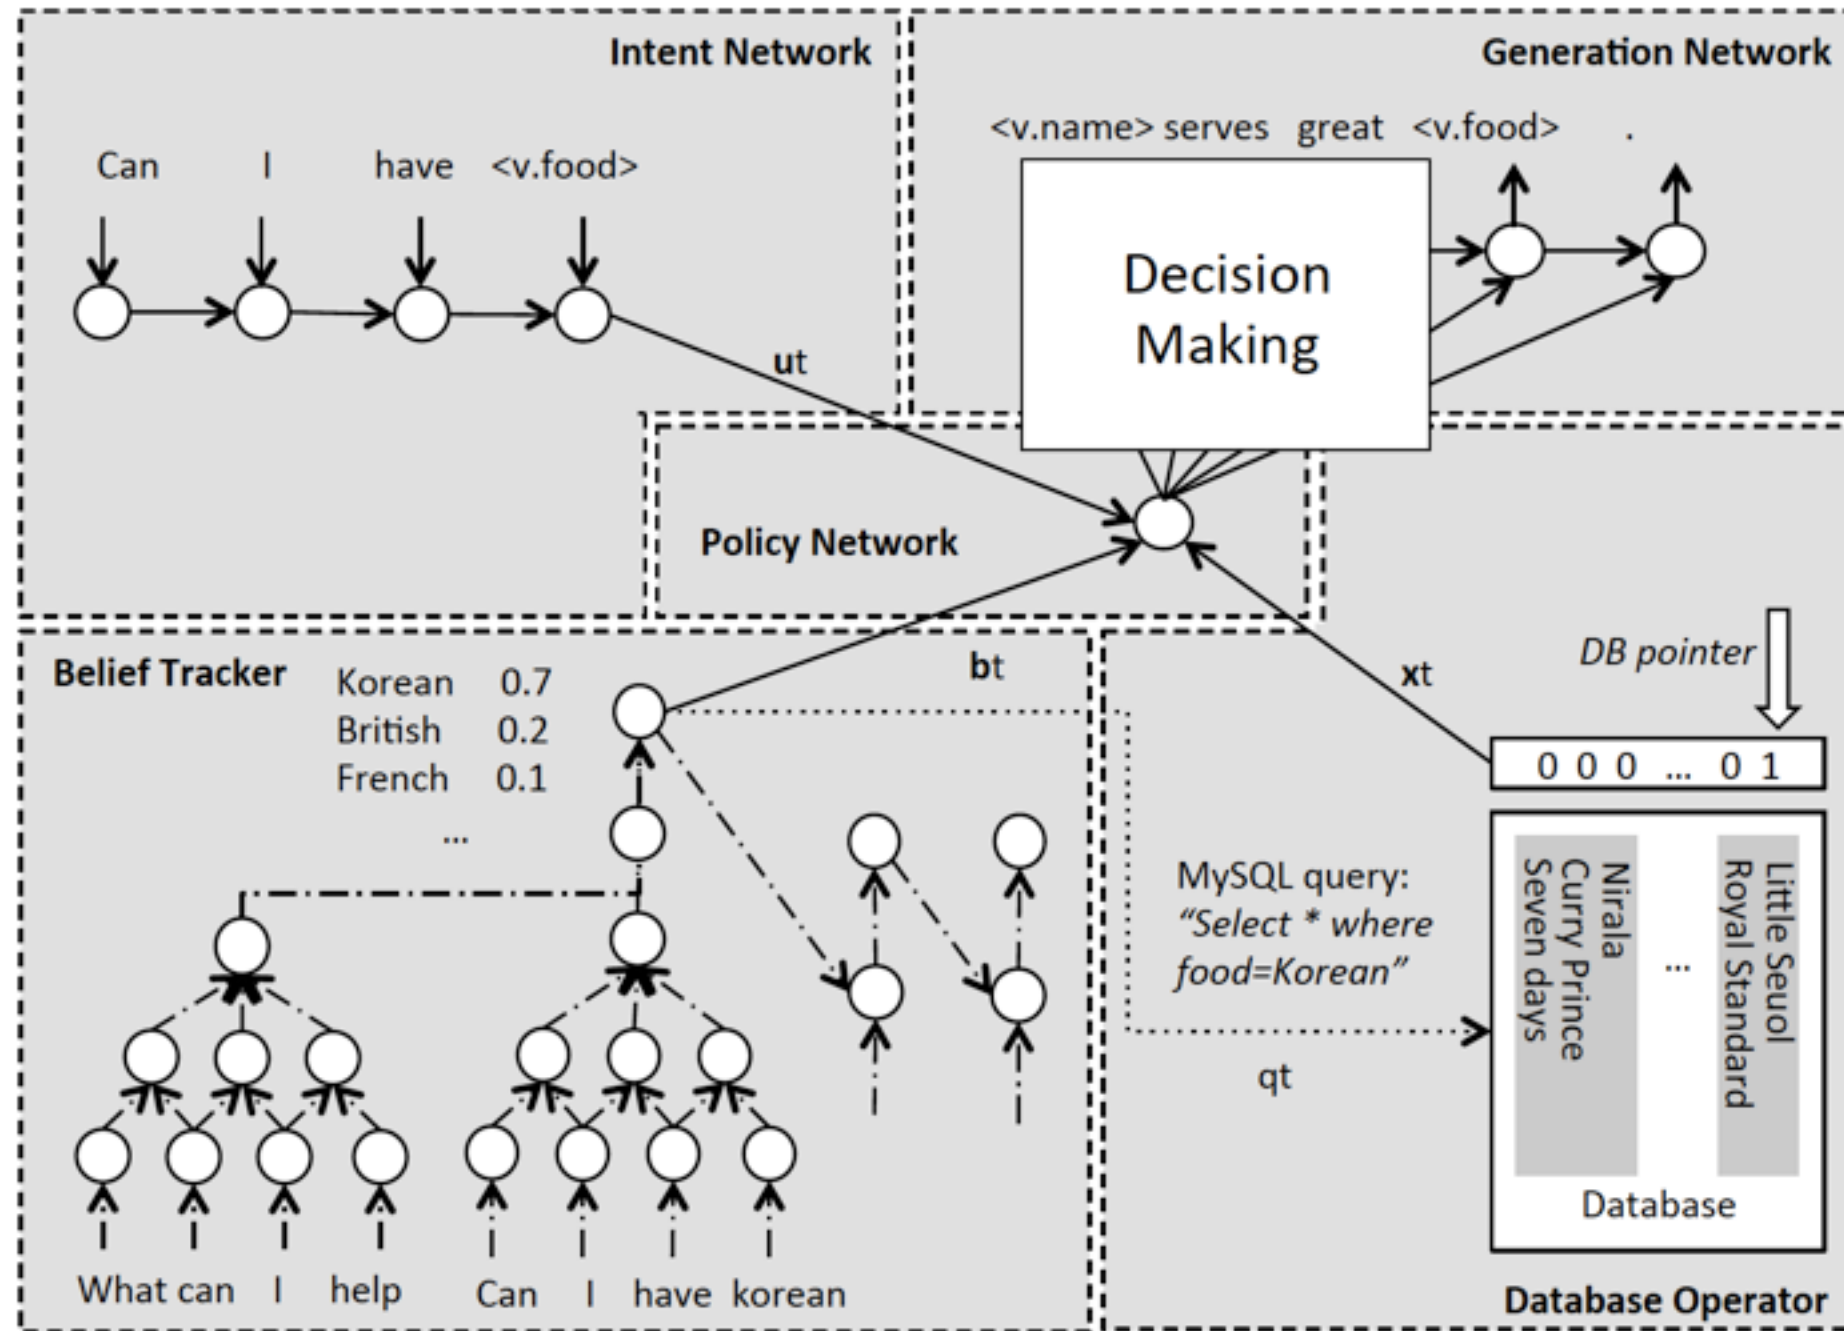 Intent Network
Can I have <v.food>
ut
Generation Network
<v.name> serves great <v.food> .
Decision
Making
Policy Network
Belief Tracker
Korean 0.7
British 0.2
French 0.1
...
bt
What can I help
Can I have korean
xt
DB pointer
0 0 0 ... 0 1
MySQL query:
“Select * where
food=Korean”
qt
Nirala
Curry Prince
Seven days
...
Little Seuol
Royal Standard
Database
Database Operator